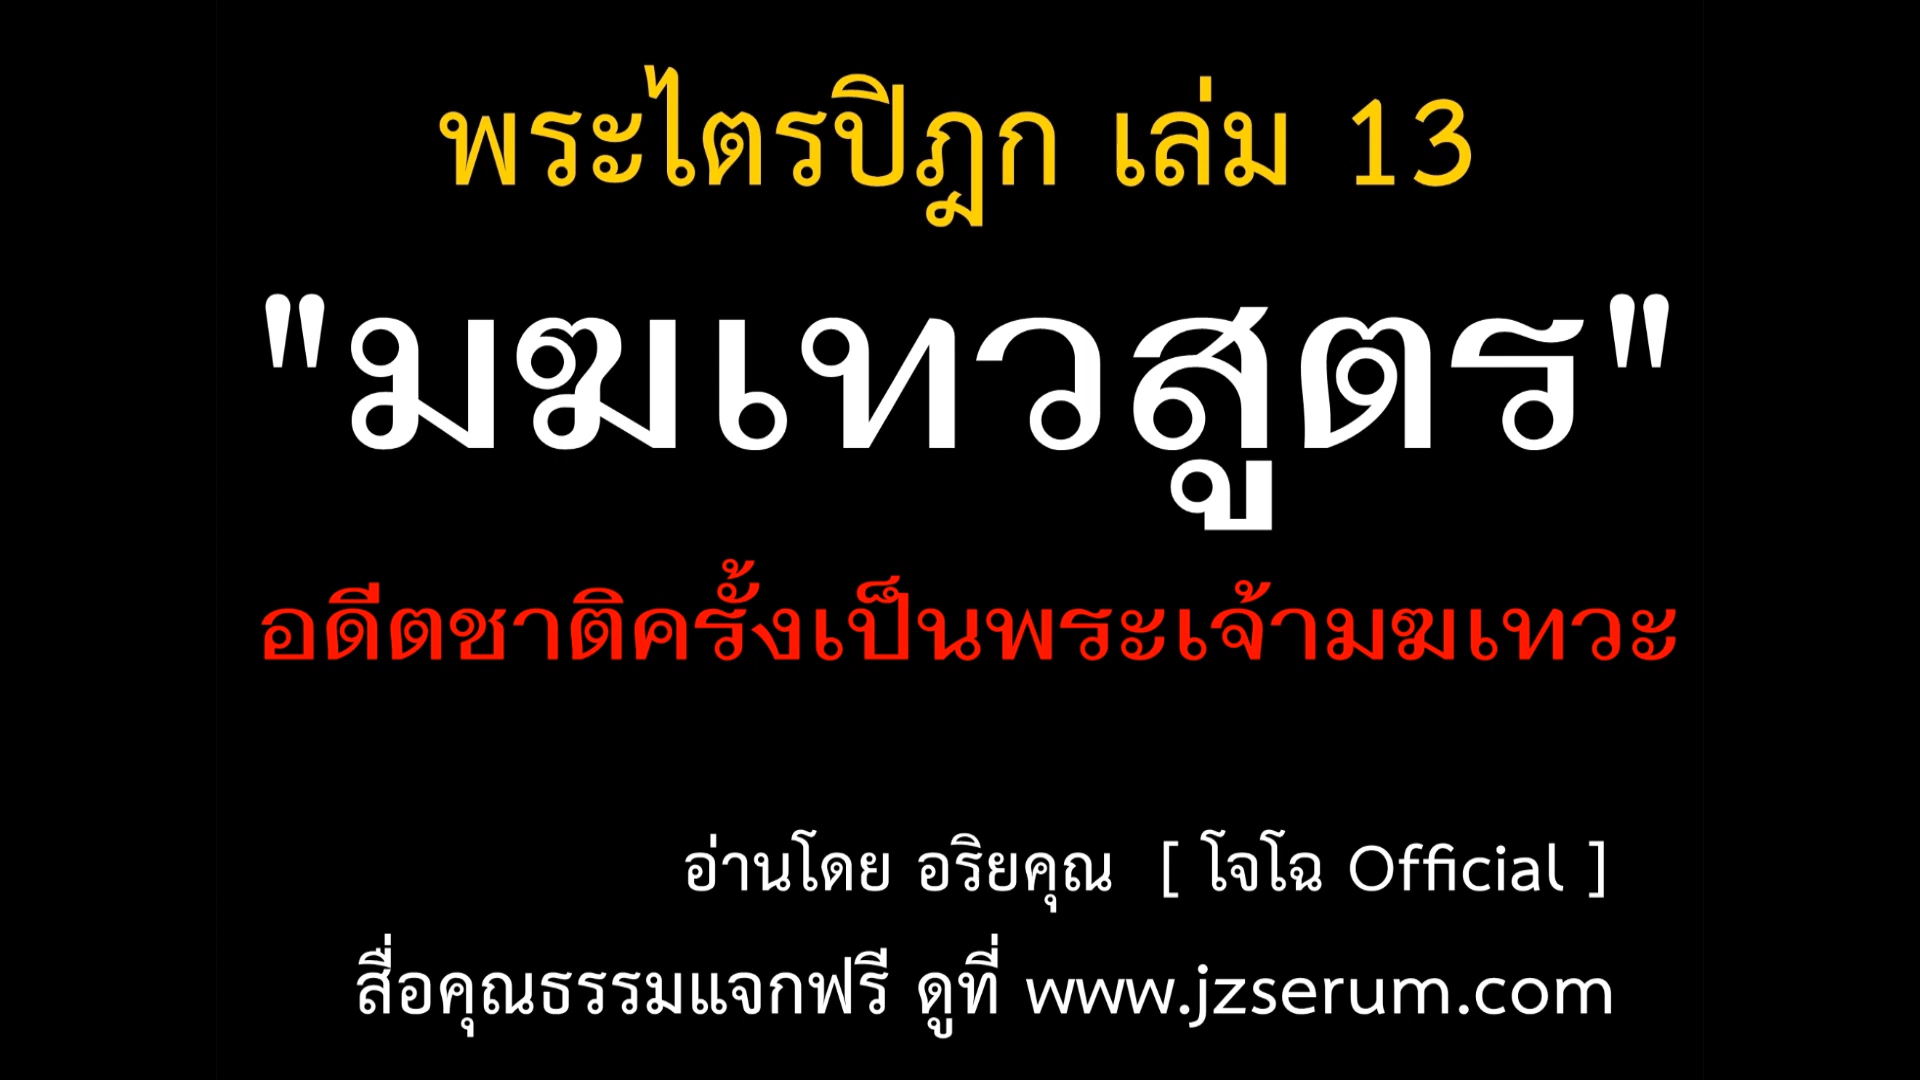 พระไตรปิฎก เล่ม 13
"มฆเทวสูตร"
อดีตชาติครั้งเป็นพระเจ้ามฆเทวะ
อ่านโดย อริยคุณ [ โจโฉ Official ]
สื่อคุณธรรมแจกฟรี ดูที่ www.jzserum.com